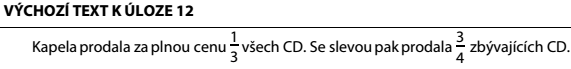 VÝCHOZÍ TEXT K ÚLOZE 12
Kapela prodala za plnou cenu 1/3 všech CD. Se slevou pak prodala 3/4 zbývajících CD.